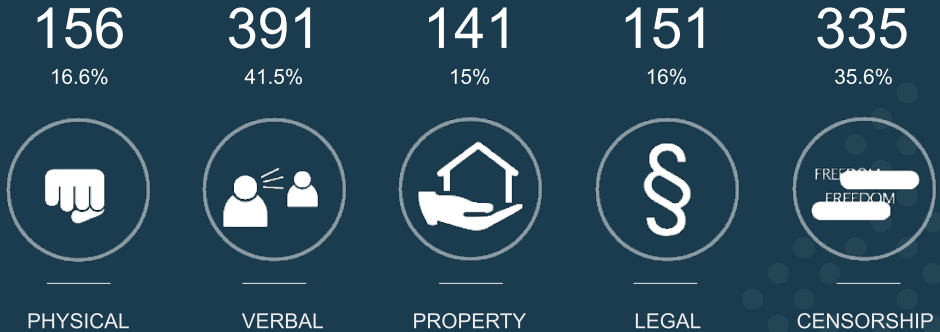 156 391 141 151 335
16.6% 41.5% 15% 16% 35.6%
FREEDOM
FREEDOM
PHYSICAL VERBAL PROPERTY LEGAL CENSORSHIP